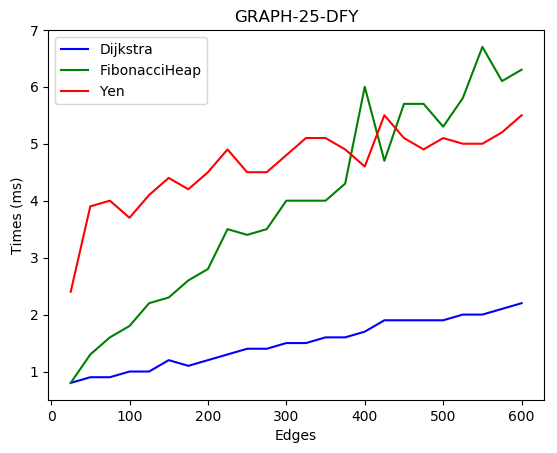 GRAPH-25-DFY
Dijkstra
FibonacciHeap
Yen
7
6
5
4
3
2
1
Times (ms)
0 100 200 300 400 500 600
Edges